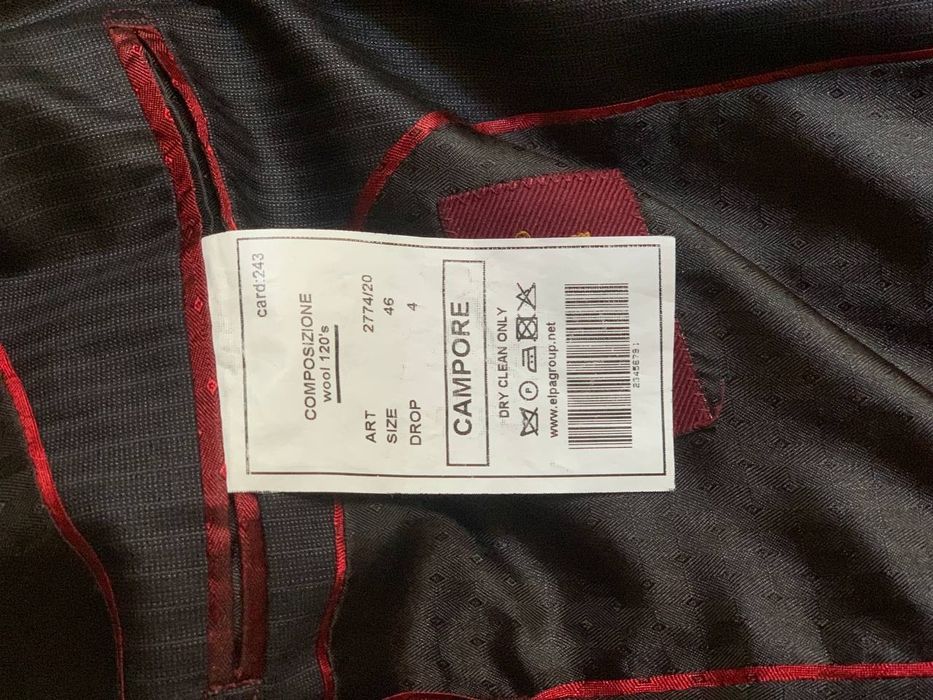 card:243
COMPOSIZIONE
wool 120's
ART 2774/20
SIZE 46
DROP 4
CAMPORE
DRY CLEAN ONLY
P
www.elpagroup.net